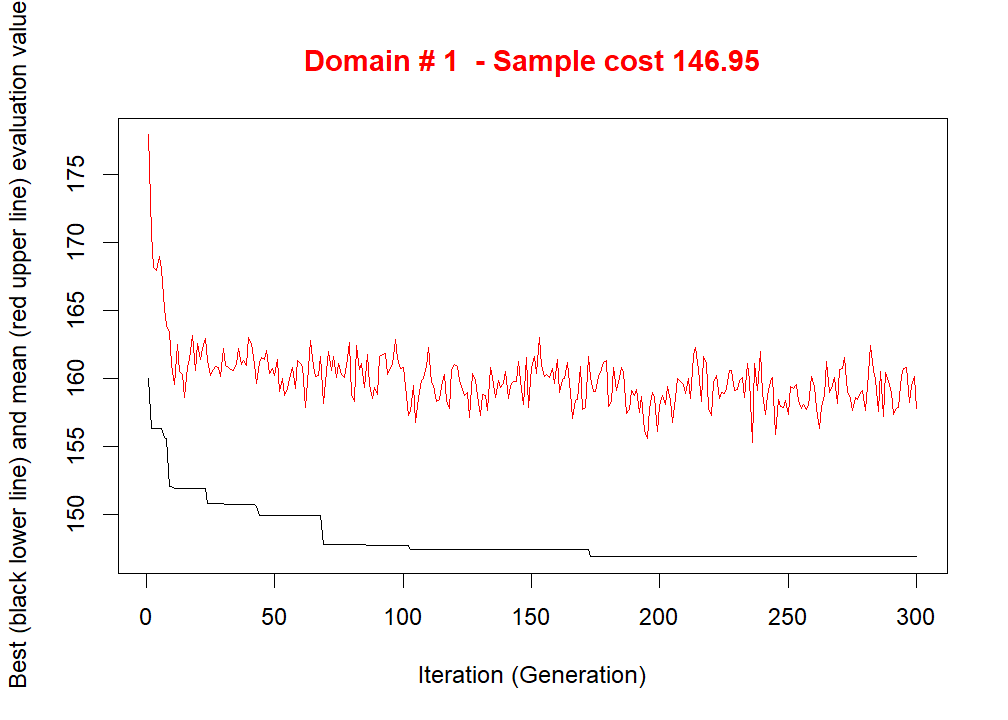 Domain # 1  - Sample cost 146.95
Best (black lower line) and mean (red upper line) evaluation value
175
170
165
160
155
150
0 50 100 150 200 250 300
Iteration (Generation)